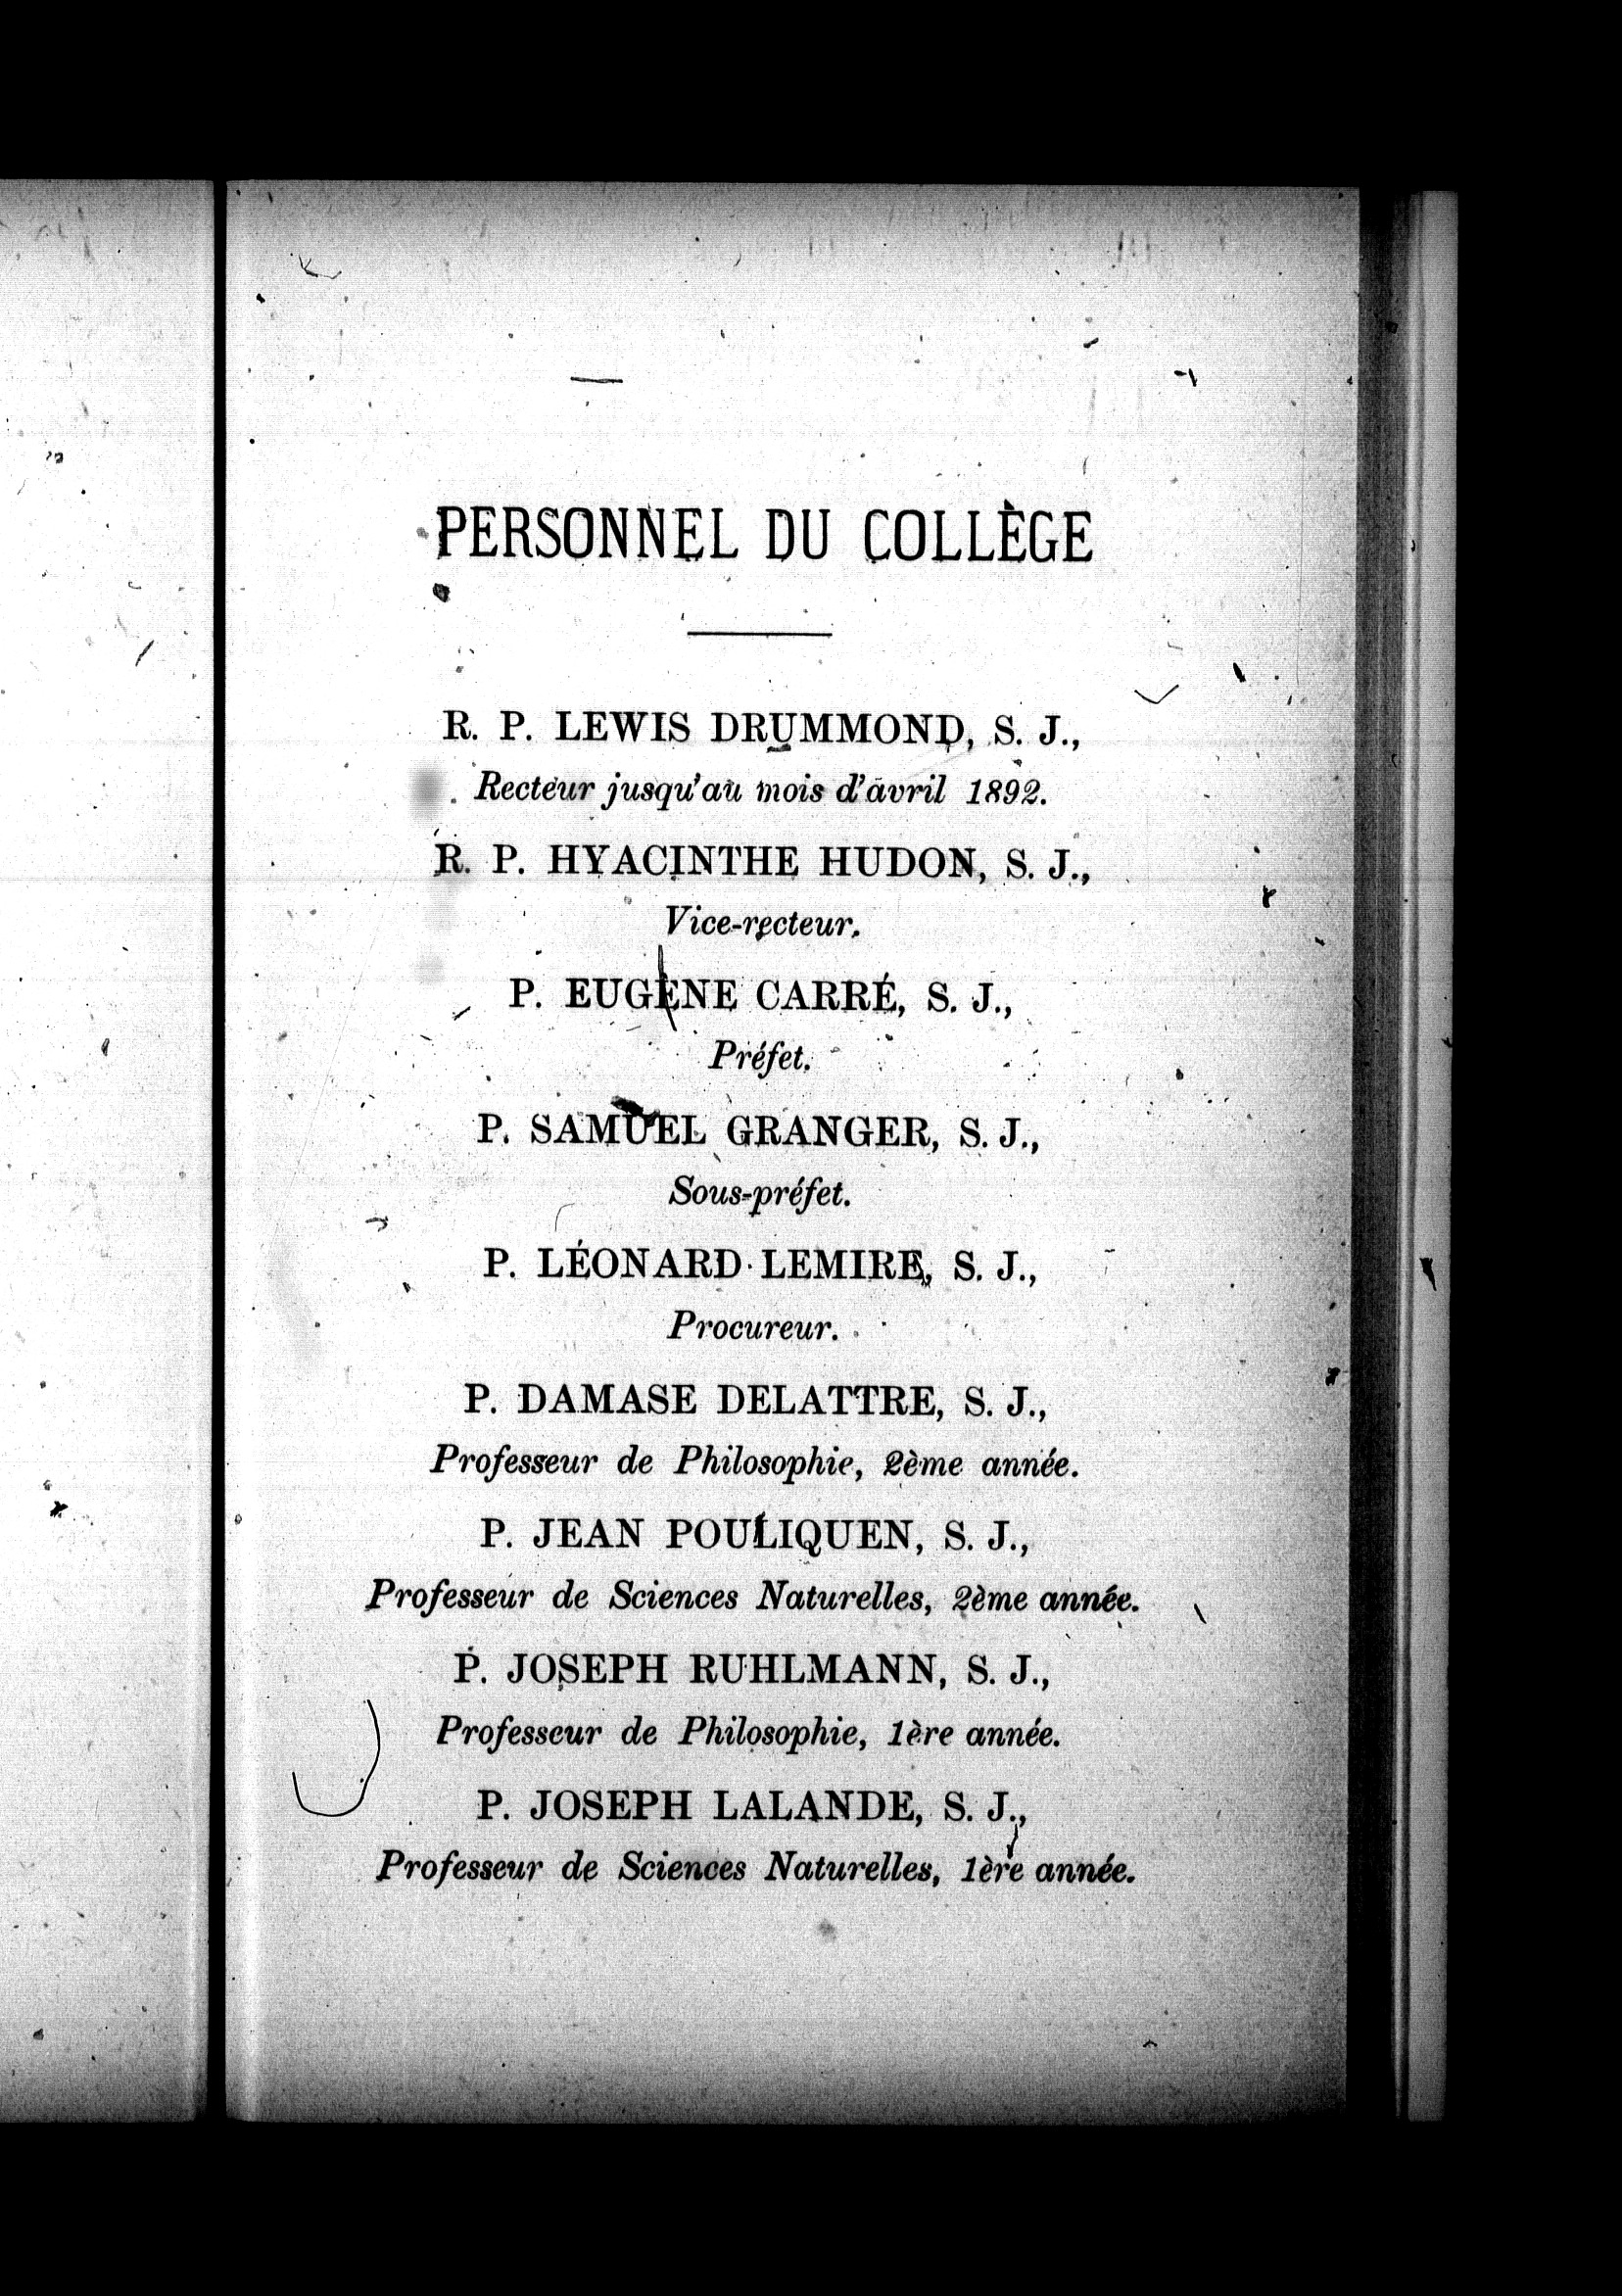 PERSONNEL DU COLLÈGE
R. P. LEWIS DRUMMOND, S. J.,
Recteur jusqu'au mois d'avril 1892.
R. P. HYACINTHE HUDON, S. J.,
Vice-recteur.
P. EUGÈNE CARRÉ, S. J.,
Préfet.
P. SAMUEL GRANGER, S. J.,
Sous-préfet.
P. LÉONARD LEMIRE, S. J.,
Procureur.
P. DAMASE DELATTRE, S. J.,
Professeur de Philosophie, 2ème année.
P. JEAN POULIQUEN, S. J.,
Professeur de Sciences Naturelles, 2ème année.
P. JOSEPH RUHLMANN, S. J.,
Professeur de Philosophie, 1ère année.
P. JOSEPH LALANDE, S. J.,
Professeur de Sciences Naturelles, 1ère année.